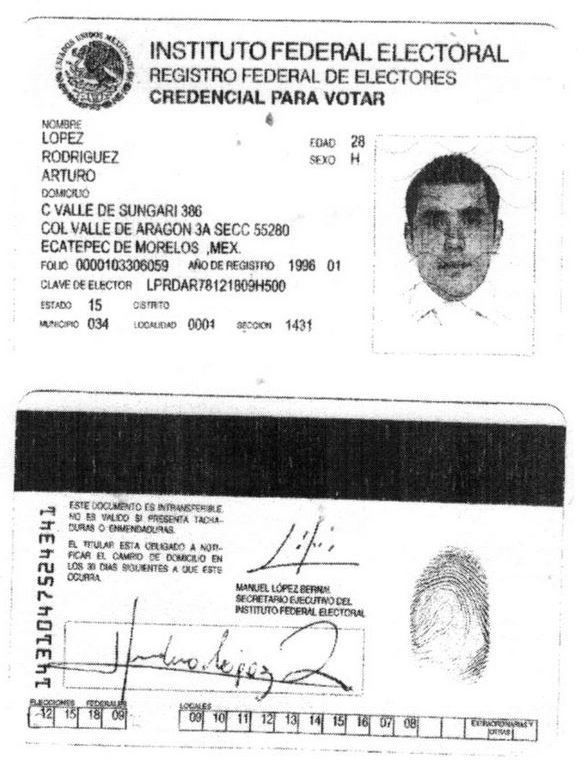 ESTADOS UNIDOS MEXICANOS
INSTITUTO FEDERAL ELECTORAL
REGISTRO FEDERAL DE ELECTORES
CREDENCIAL PARA VOTAR
NOMBRE
LOPEZ
RODRIGUEZ
ARTURO
EDAD 28
SEXO H
DOMICILIO
C VALLE DE SUNGARI 386
COL VALLE DE ARAGON 3A SECC 55280
ECATEPEC DE MORELOS ,MEX.
FOLIO 0000103306059 AÑO DE REGISTRO 1996 01
CLAVE DE ELECTOR LPRDAR78121809H500
ESTADO 15 DISTRITO
MUNICIPIO 034 LOCALIDAD 0001 SECCION 1431
ESTE DOCUMENTO ES INTRANSFERIBLE.
NO ES VALIDO SI PRESENTA TACHA-
DURAS O ENMENDADURAS.
EL TITULAR ESTA OBLIGADO A NOTI-
FICAR EL CAMBIO DE DOMICILIO EN
LOS 30 DIAS SIGUIENTES A QUE ESTE
OCURRA.
MANUEL LÓPEZ BERNAL
SECRETARIO EJECUTIVO DEL
INSTITUTO FEDERAL ELECTORAL
ELECCIONES FEDERALES
12 15 18 09
LOCALES
09 10 11 12 13 14 15 16 07 08
EXTRAORDINARIAS Y
OTRAS